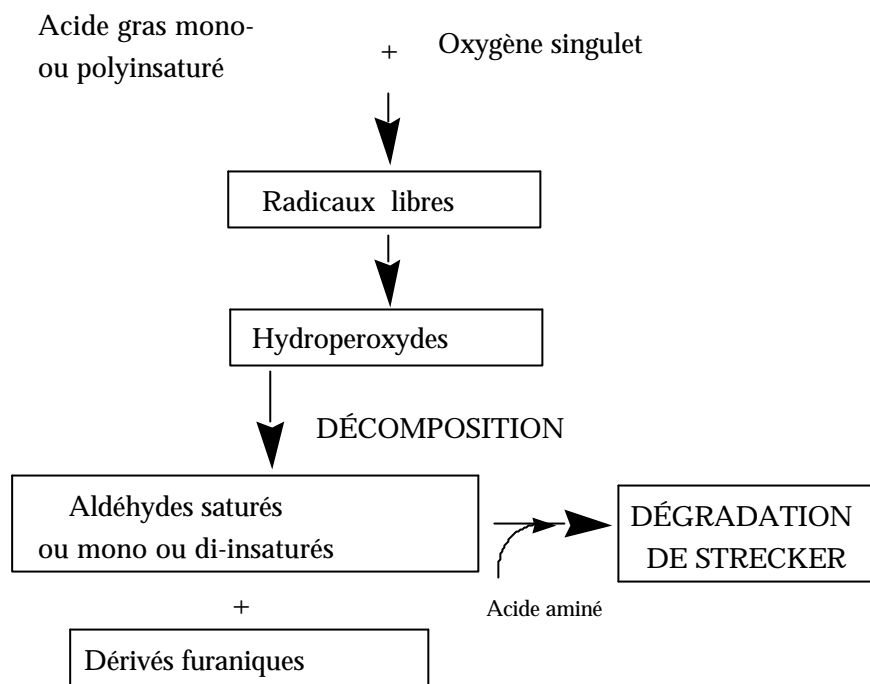 Acide gras mono-
ou polyinsaturé
+
Oxygène singulet
Radicaux libres
Hydroperoxydes
DÉCOMPOSITION
Aldéhydes saturés
ou mono ou di-insaturés
DÉGRADATION
DE STRECKER
Acide aminé
+
Dérivés furaniques